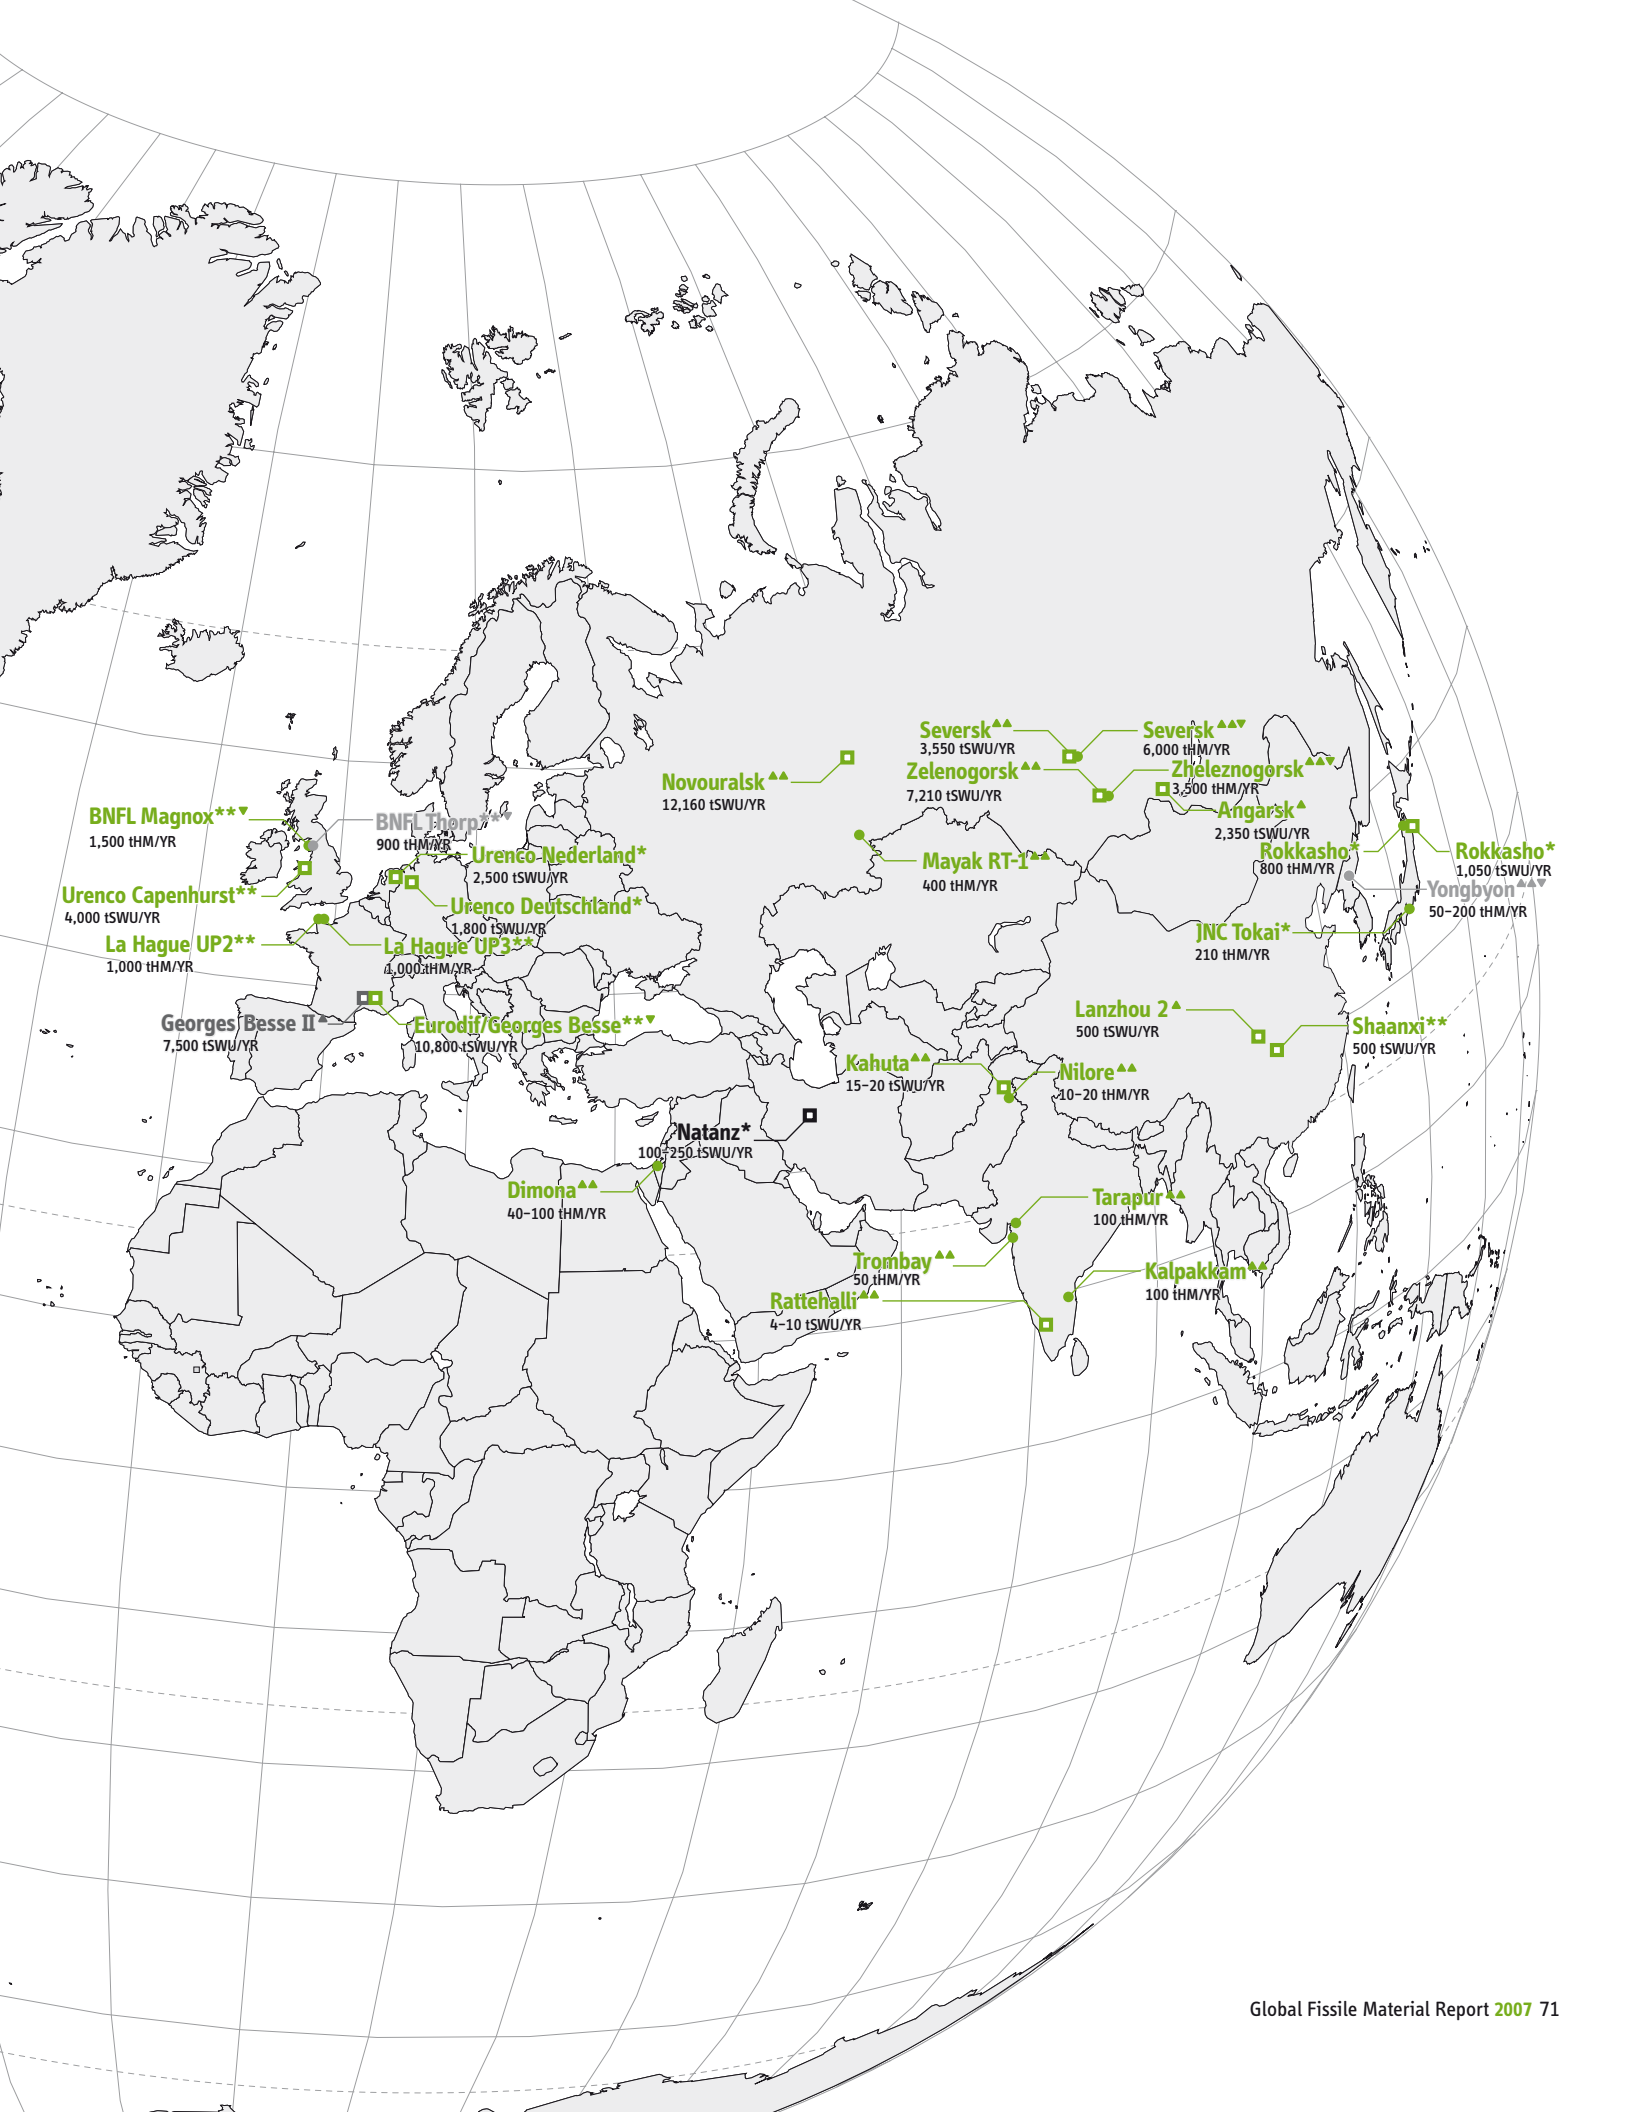 Seversk▲▲
3,550 tSWU/YR
Seversk▲▲▼
6,000 tHM/YR
Zelenogorsk▲▲
7,210 tSWU/YR
Zheleznogorsk▲▲▼
3,500 tHM/YR
Novouralsk▲▲
12,160 tSWU/YR
Angarsk▲
2,350 tSWU/YR
BNFL Magnox**▼
1,500 tHM/YR
BNFL Thorp**▼
900 tHM/YR
Urenco Nederland*
2,500 tSWU/YR
Mayak RT-1▲▲
400 tHM/YR
Rokkasho*
800 tHM/YR
Rokkasho*
1,050 tSWU/YR
Urenco Capenhurst**
4,000 tSWU/YR
Urenco Deutschland*
1,800 tSWU/YR
Yongbyon▲▲▼
50–200 tHM/YR
La Hague UP2**
1,000 tHM/YR
La Hague UP3**
1,000 tHM/YR
JNC Tokai*
210 tHM/YR
Georges Besse II▲
7,500 tSWU/YR
Eurodif/Georges Besse**▼
10,800 tSWU/YR
Lanzhou 2▲
500 tSWU/YR
Shaanxi**
500 tSWU/YR
Kahuta▲▲
15–20 tSWU/YR
Nilore▲▲
10–20 tHM/YR
Natanz*
100–250 tSWU/YR
Dimona▲▲
40–100 tHM/YR
Tarapur▲▲
100 tHM/YR
Trombay▲▲
50 tHM/YR
Kalpakkam▲▲
100 tHM/YR
Rattehalli▲▲
4–10 tSWU/YR
Global Fissile Material Report 2007 71